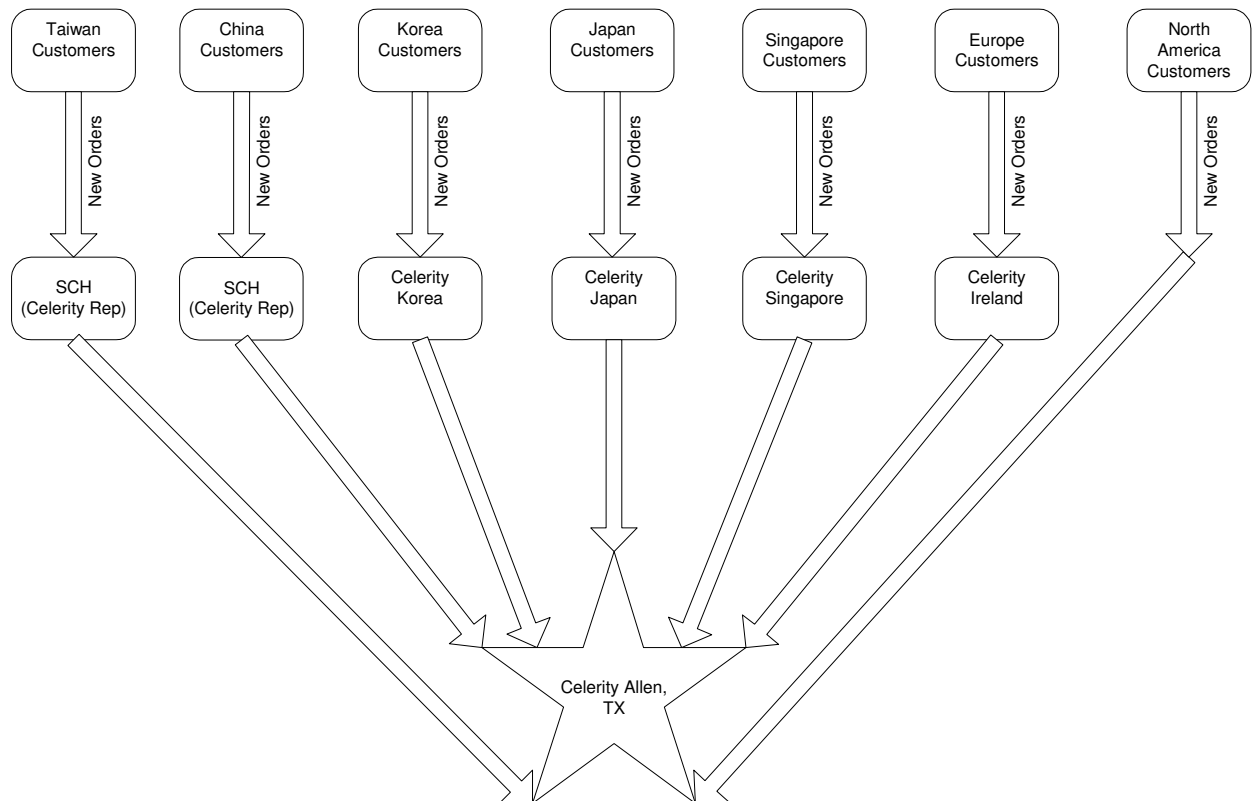 Taiwan
Customers
China
Customers
Korea
Customers
Japan
Customers
Singapore
Customers
Europe
Customers
North
America
Customers
New Orders
New Orders
New Orders
New Orders
New Orders
New Orders
New Orders
SCH
(Celerity Rep)
SCH
(Celerity Rep)
Celerity
Korea
Celerity
Japan
Celerity
Singapore
Celerity
Ireland
Celerity Allen,
TX